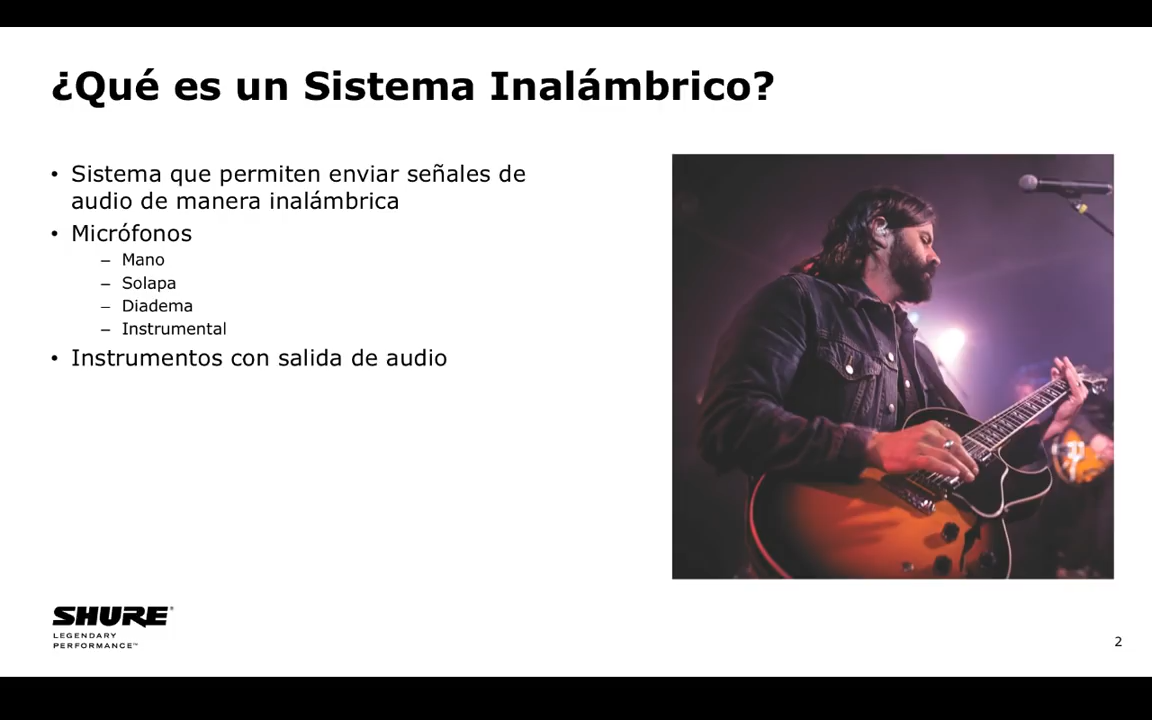 ¿Qué es un Sistema Inalámbrico?
• Sistema que permiten enviar señales de
audio de manera inalámbrica
• Micrófonos
– Mano
– Solapa
– Diadema
– Instrumental
• Instrumentos con salida de audio
SHURE®
LEGENDARY
PERFORMANCE™
2